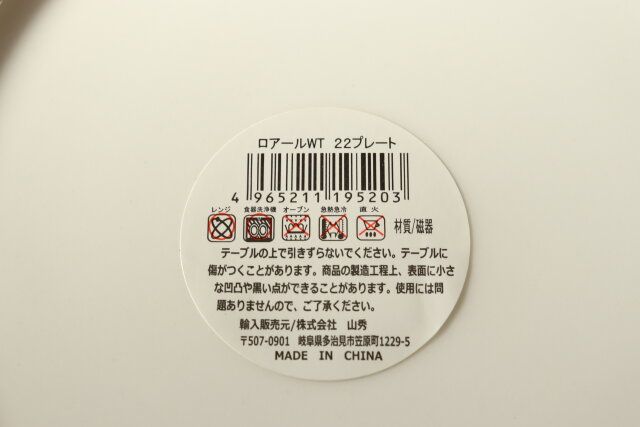 ロアールWT 22プレート
4 965211 195203
レンジ 食器洗浄機 オーブン 急熱急冷 直火 材質/磁器
テーブルの上で引きずらないでください。テーブルに
傷がつくことがあります。商品の製造工程上、表面に小さ
な凹凸や黒い点ができることがあります。使用には問
題ありませんので、ご了承ください。
輸入販売元/株式会社 山秀
〒507-0901 岐阜県多治見市笠原町1229-5
MADE IN CHINA